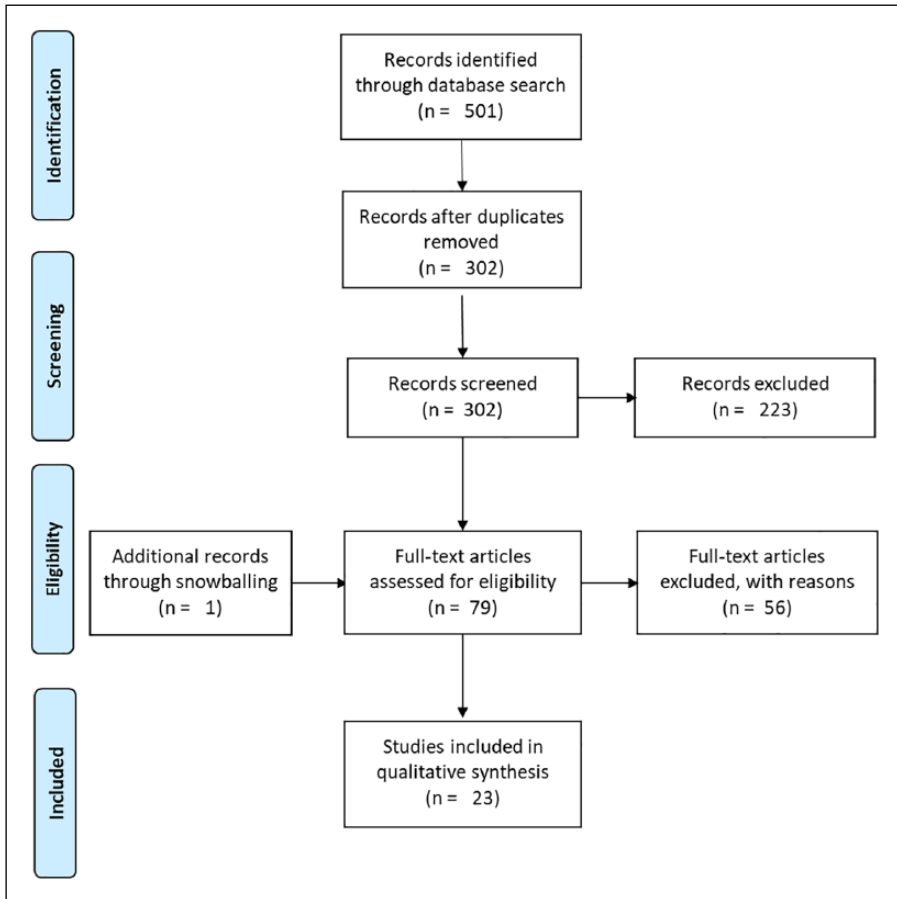 Identification
Records identified
through database search
(n = 501)
Records after duplicates
removed
(n = 302)
Screening
Records screened
(n = 302)
Records excluded
(n = 223)
Eligibility
Additional records
through snowballing
(n = 1)
Full-text articles
assessed for eligibility
(n = 79)
Full-text articles
excluded, with reasons
(n = 56)
Included
Studies included in
qualitative synthesis
(n = 23)